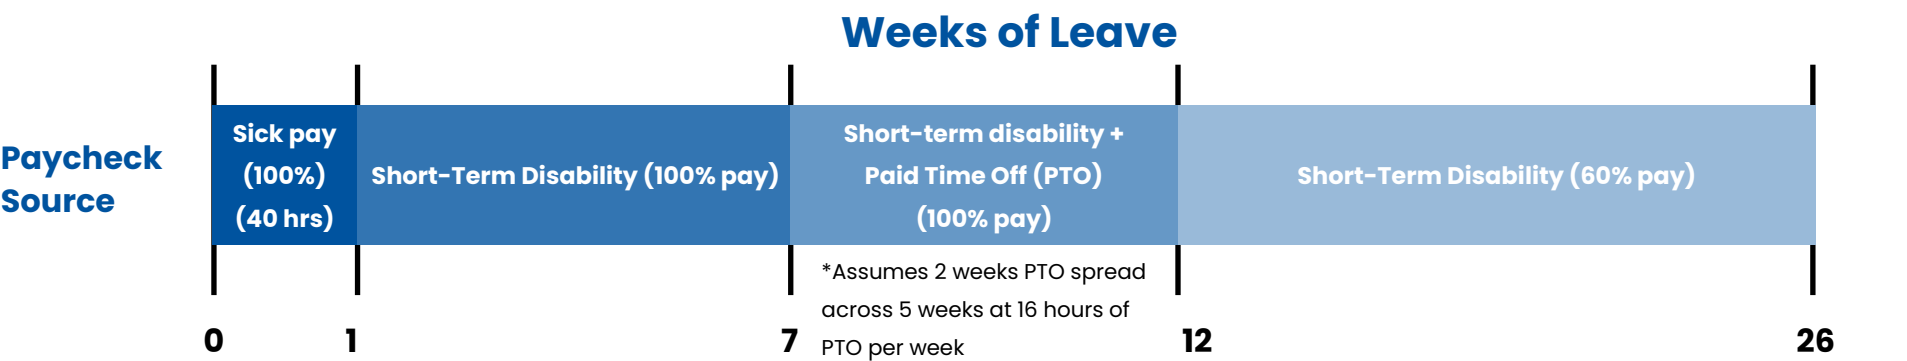 Weeks of Leave
Paycheck
Source
Sick pay
(100%)
(40 hrs)
Short-Term Disability (100% pay)
Short-term disability +
Paid Time Off (PTO)
(100% pay)
Short-Term Disability (60% pay)
*Assumes 2 weeks PTO spread
across 5 weeks at 16 hours of
PTO per week
0
1
7
12
26